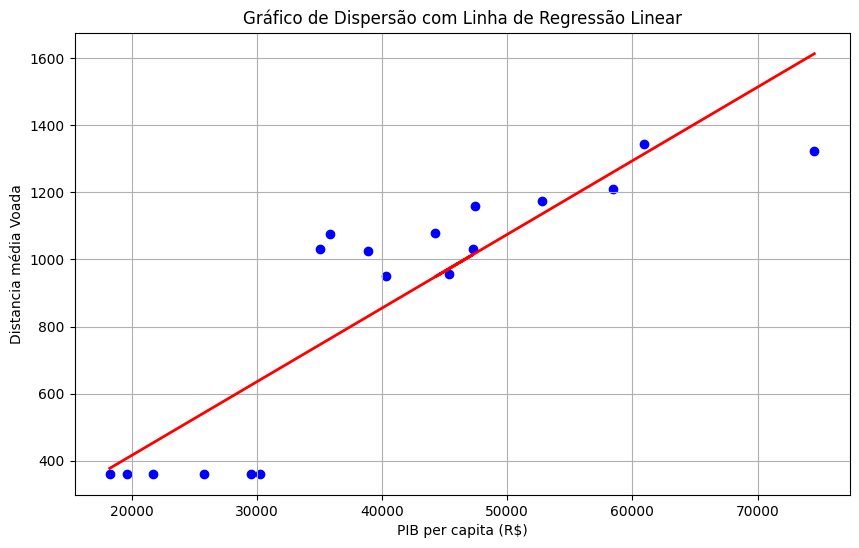 Gráfico de Dispersão com Linha de Regressão Linear
1600
1400
1200
1000
800
600
400
Distancia média Voada
20000 30000 40000 50000 60000 70000
PIB per capita (R$)